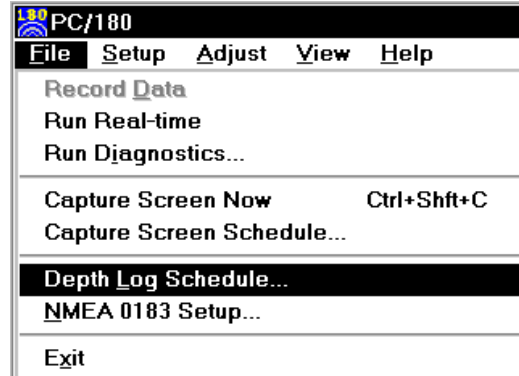 180 PC/180
File Setup Adjust View Help
Record Data
Run Real-time
Run Diagnostics...
Capture Screen Now Ctrl+Shft+C
Capture Screen Schedule...
Depth Log Schedule...
NMEA 0183 Setup...
Exit